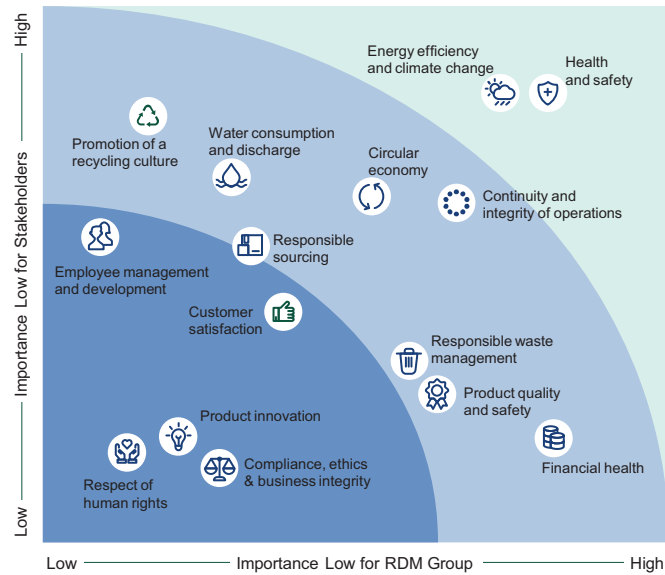 High
Importance Low for Stakeholders
Low
Energy efficiency
and climate change
Health
and safety
Promotion of a
recycling culture
Water consumption
and discharge
Circular
economy
Continuity and
integrity of operations
Employee management
and development
Responsible
sourcing
Customer
satisfaction
Responsible waste
management
Product quality
and safety
Product innovation
Financial health
Compliance, ethics
& business integrity
Respect of
human rights
Low
Importance Low for RDM Group
High